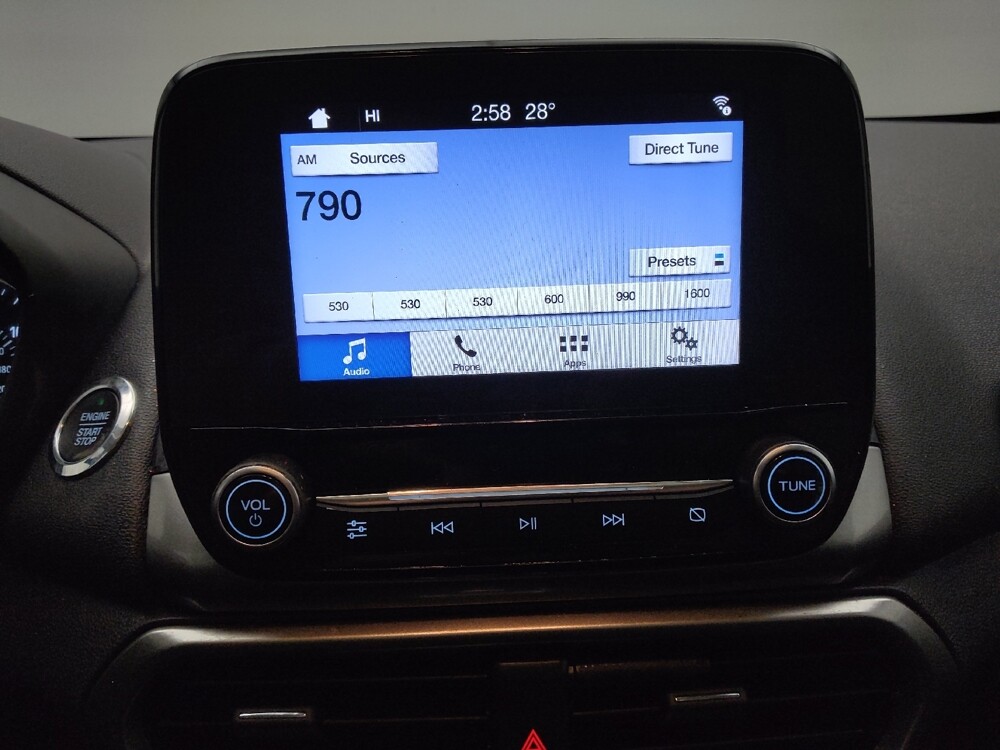 HI 2:58 28°
AM Sources Direct Tune
790
Presets
530 530 530 600 990 1600
Audio Phone Apps Settings
ENGINE
START
STOP
VOL
TUNE